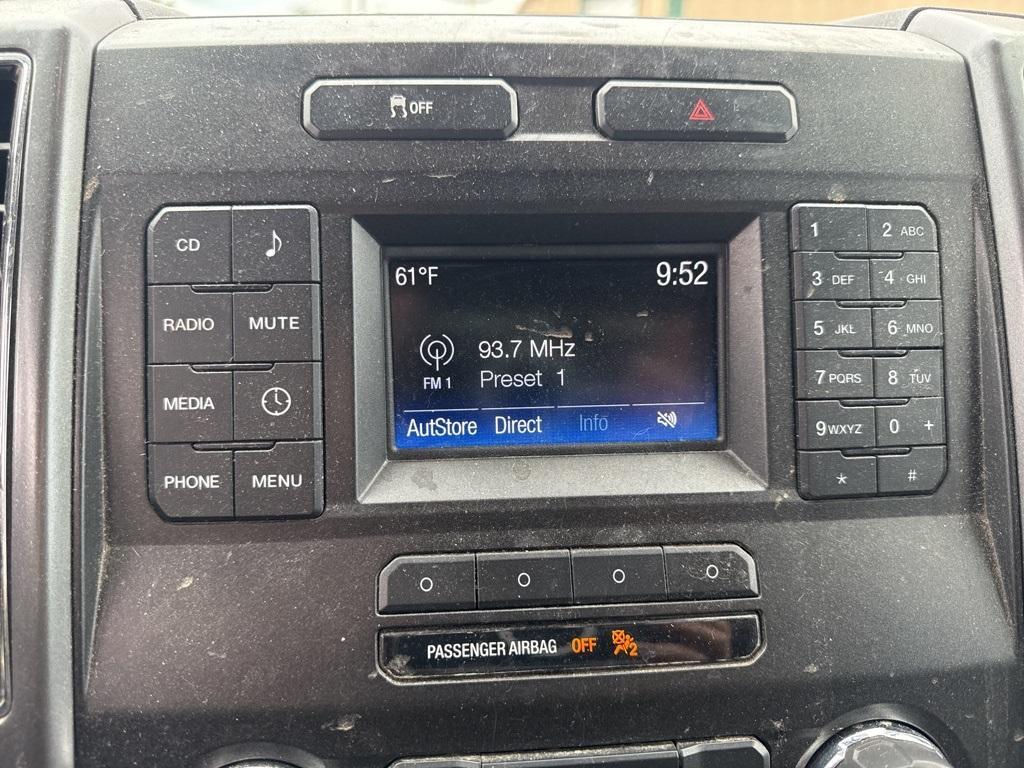 OFF
CD
RADIO MUTE
MEDIA
PHONE MENU
61°F 9:52
93.7 MHz
FM 1 Preset 1
AutStore Direct Info
1 2 ABC
3 DEF 4 GHI
5 JKL 6 MNO
7 PQRS 8 TUV
9 WXYZ 0 +
* #
PASSENGER AIRBAG OFF 2